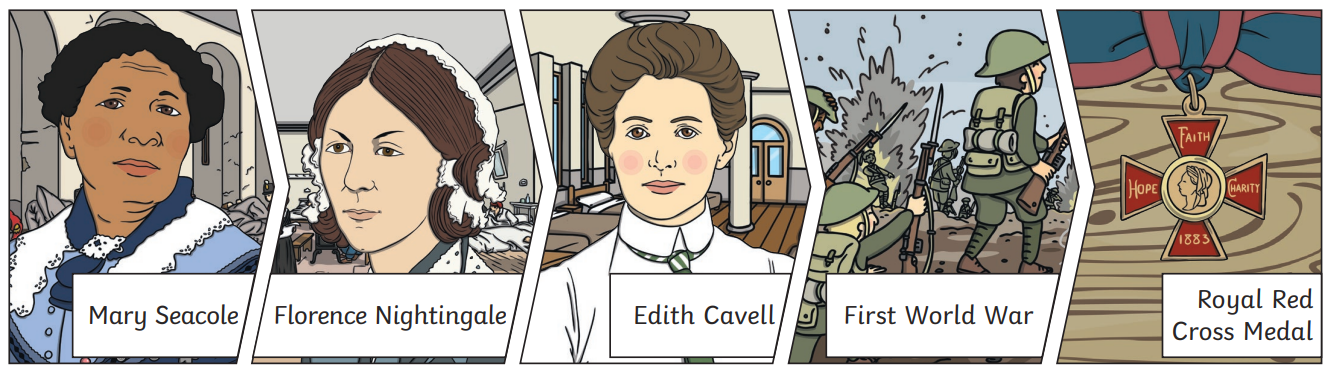 Mary Seacole
Florence Nightingale
Edith Cavell
First World War
FAITH
HOPE
CHARITY
1883
Royal Red
Cross Medal